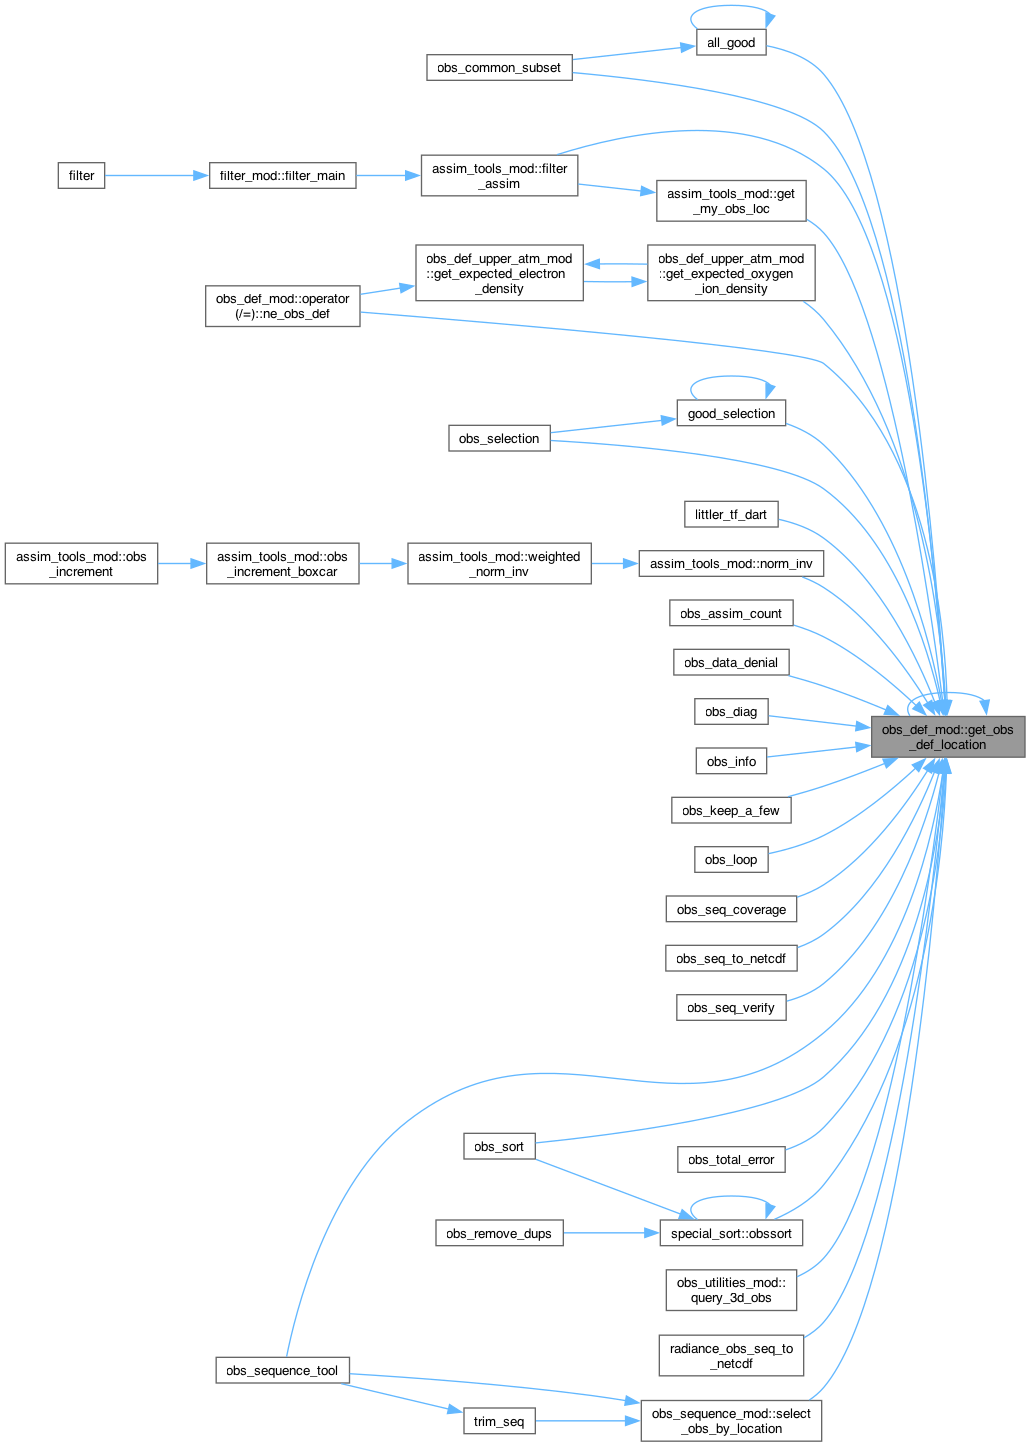 all_good
obs_common_subset
filter
filter_mod::filter_main
assim_tools_mod::filter
_assim
assim_tools_mod::get
_my_obs_loc
obs_def_upper_atm_mod
::get_expected_electron
_density
obs_def_upper_atm_mod
::get_expected_oxygen
_ion_density
obs_def_mod::operator
(/=)::ne_obs_def
good_selection
obs_selection
littler_tf_dart
assim_tools_mod::obs
_increment
assim_tools_mod::obs
_increment_boxcar
assim_tools_mod::weighted
_norm_inv
assim_tools_mod::norm_inv
obs_assim_count
obs_data_denial
obs_diag
obs_def_mod::get_obs
_def_location
obs_info
obs_keep_a_few
obs_loop
obs_seq_coverage
obs_seq_to_netcdf
obs_seq_verify
obs_sort
obs_total_error
obs_remove_dups
special_sort::obssort
obs_utilities_mod::
query_3d_obs
radiance_obs_seq_to
_netcdf
obs_sequence_tool
trim_seq
obs_sequence_mod::select
_obs_by_location